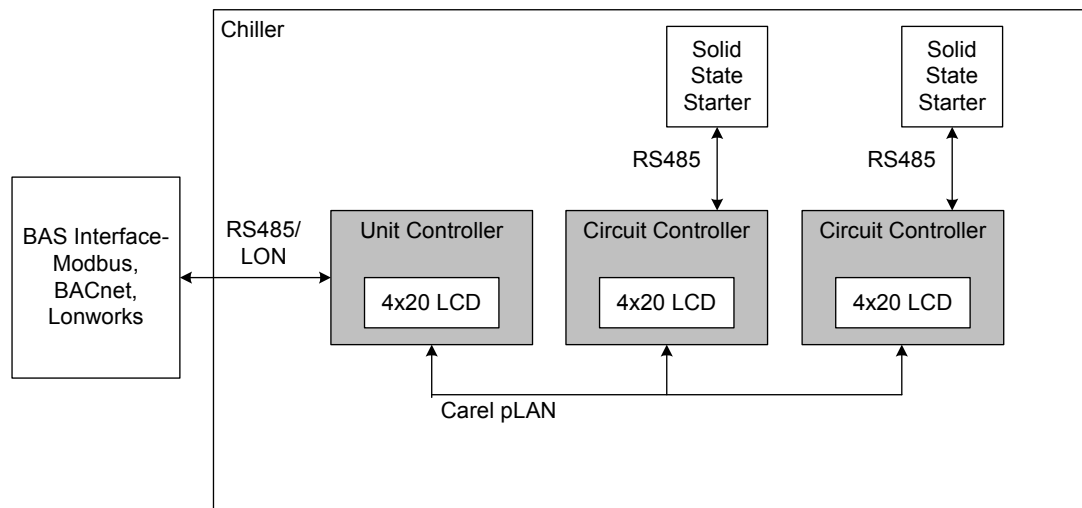 Chiller
Solid
State
Starter
Solid
State
Starter
RS485
RS485
BAS Interface-
Modbus,
BACnet,
Lonworks
RS485/
LON
Unit Controller
4x20 LCD
Circuit Controller
4x20 LCD
Circuit Controller
4x20 LCD
Carel pLAN